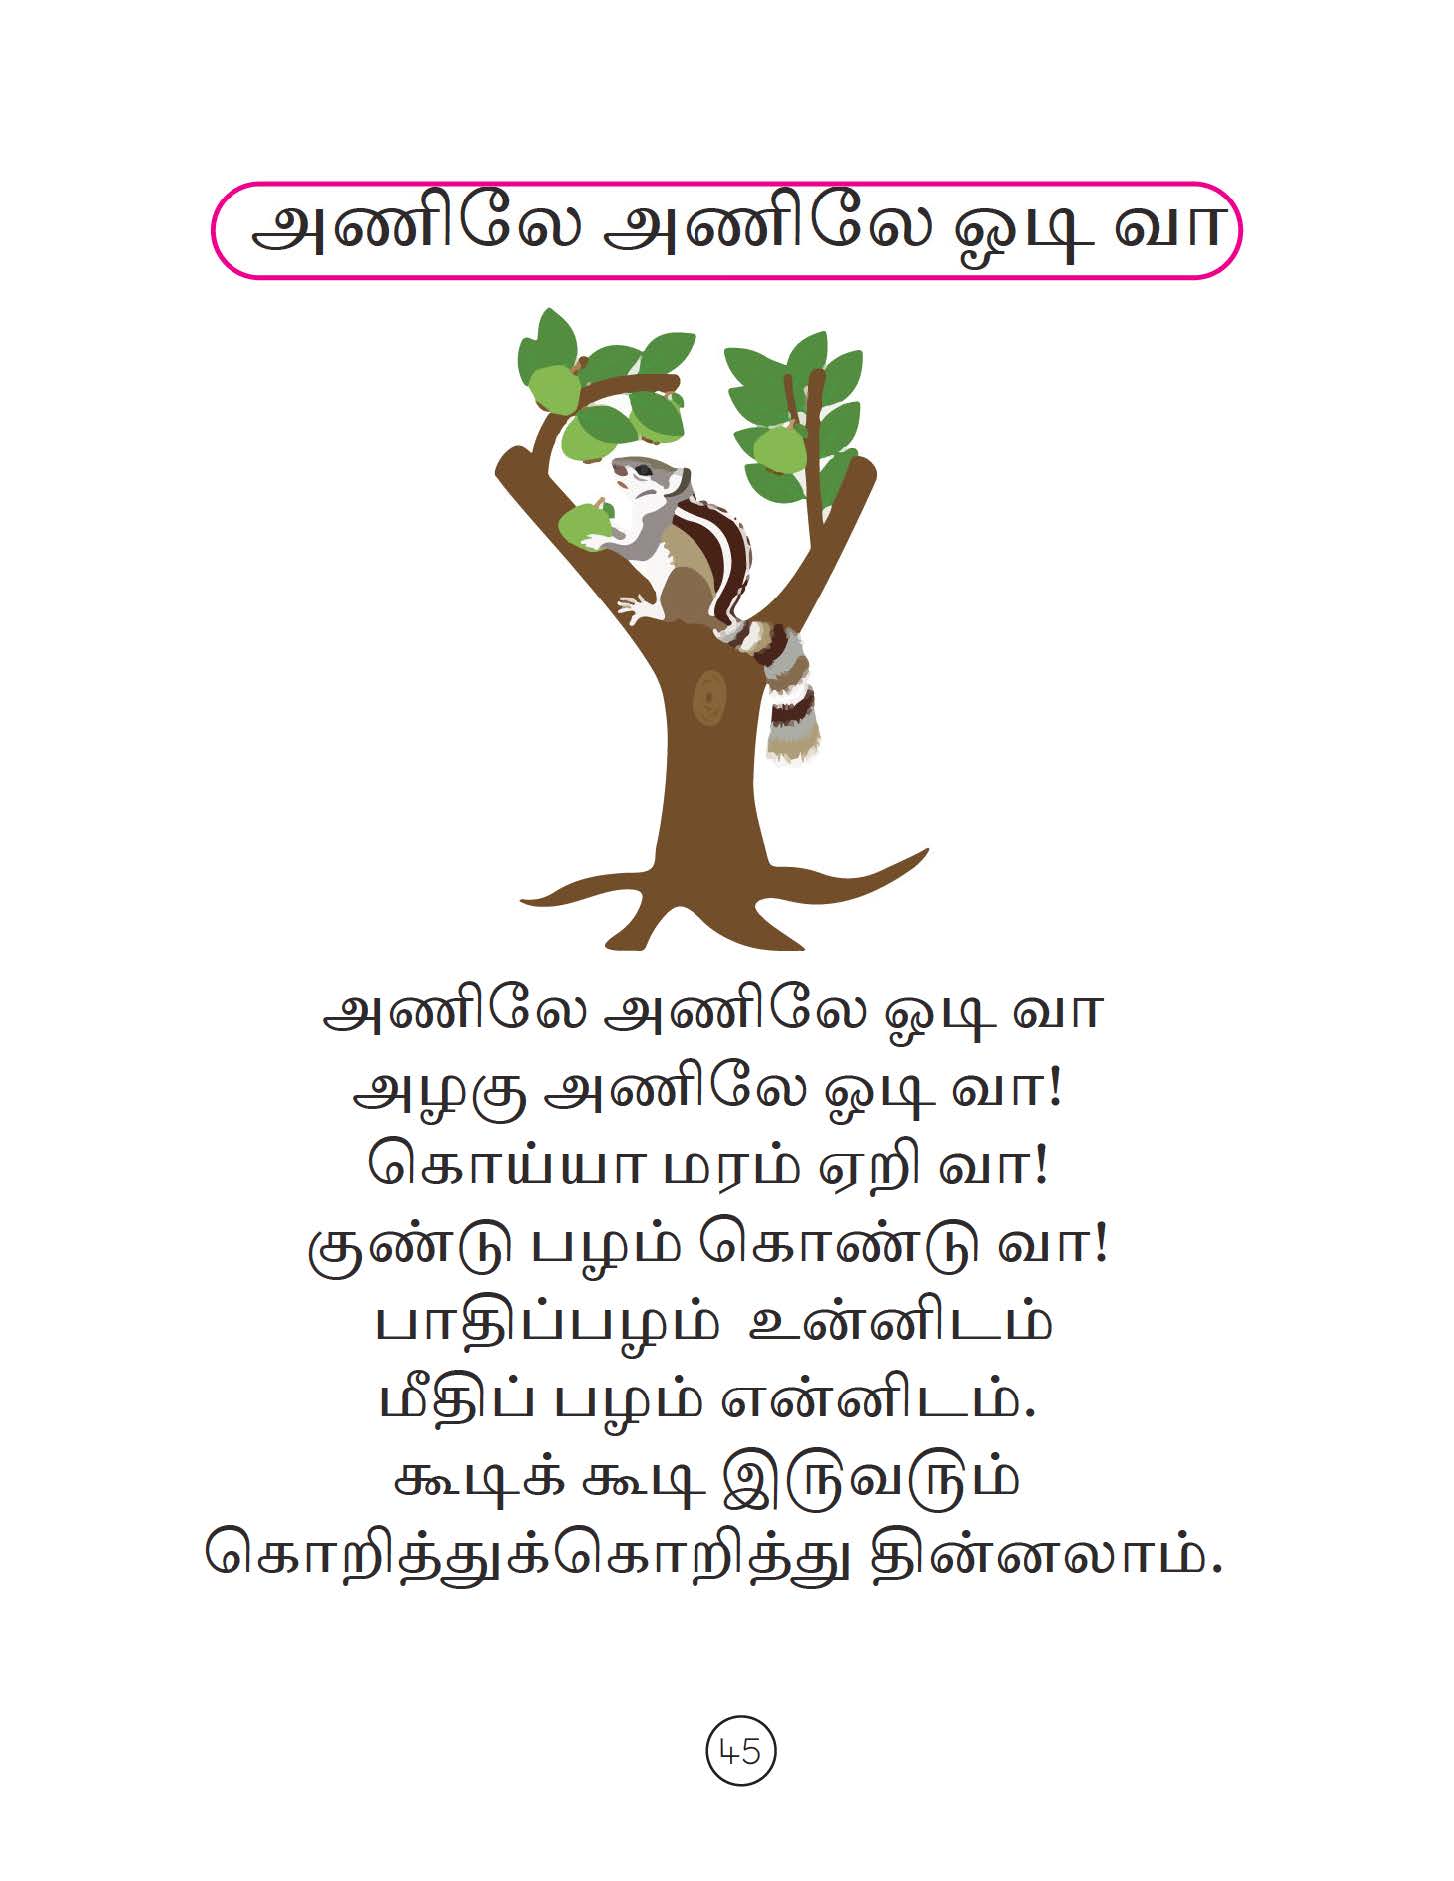 அணிலே அணிலே ஓடி வா
அணிலே அணிலே ஓடி வா
அழகு அணிலே ஓடி வா!
கொய்யா மரம் ஏறி வா!
குண்டு பழம் கொண்டு வா!
பாதிப்பழம் உன்னிடம்
மீதிப் பழம் என்னிடம்.
கூடிக் கூடி இருவரும்
கொறித்துக்கொறித்து தின்னலாம்.
45